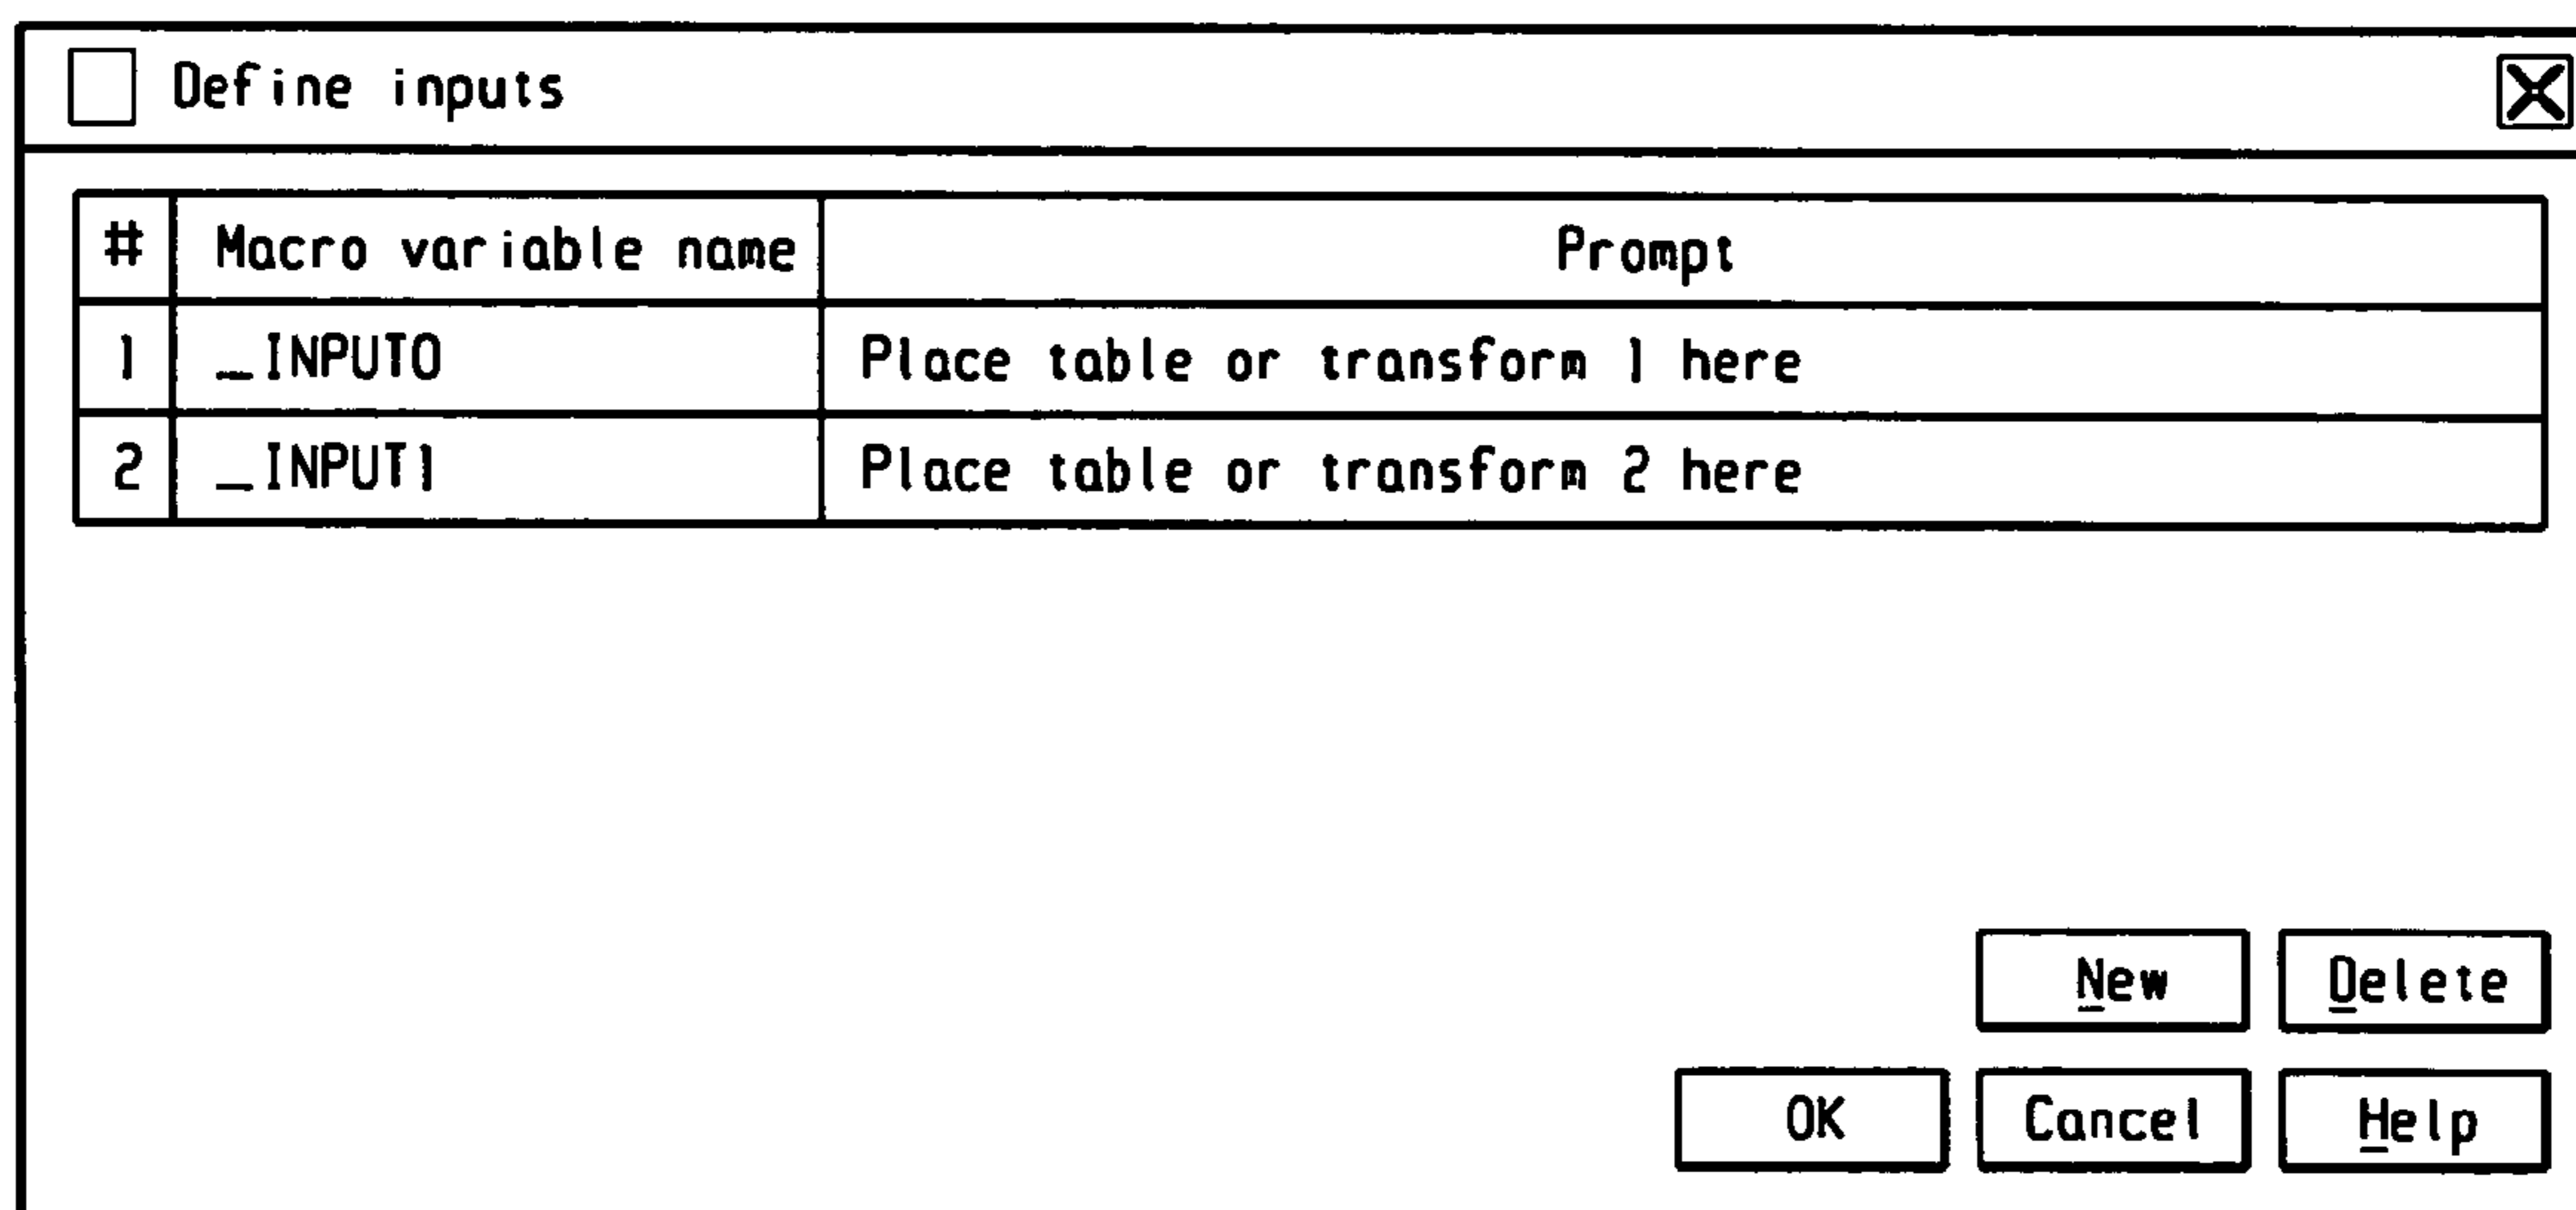 Define inputs
# Macro variable name Prompt
1 _INPUT0 Place table or transform 1 here
2 _INPUT1 Place table or transform 2 here
New Delete
OK Cancel Help